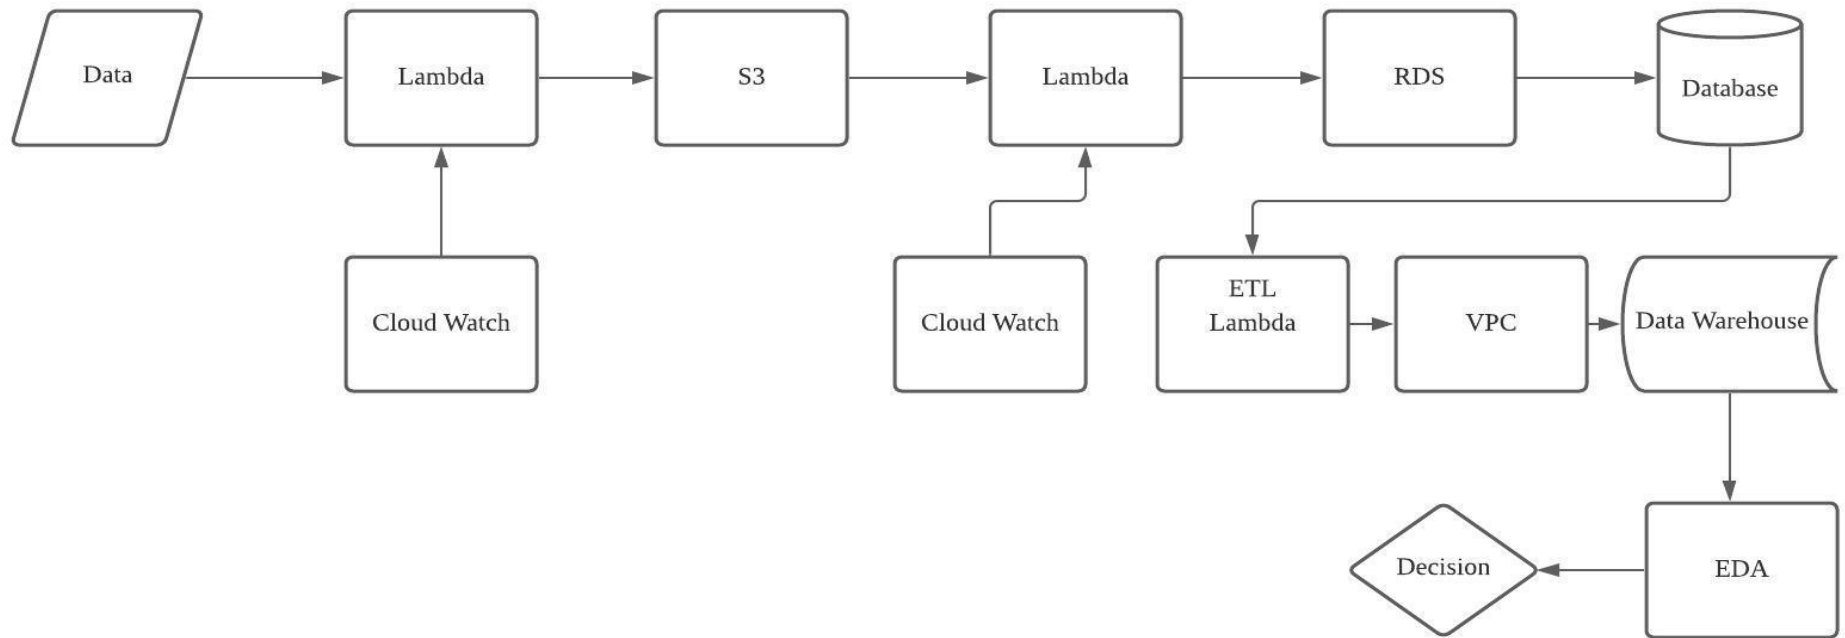 Data
Lambda
S3
Lambda
RDS
Database
Cloud Watch
Cloud Watch
ETL
Lambda
VPC
Data Warehouse
Decision
EDA